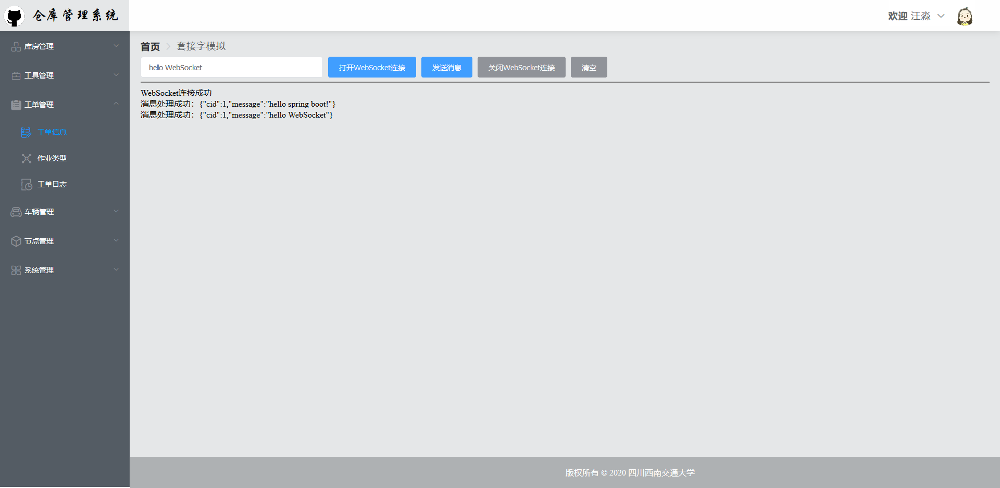 仓库管理系统
欢迎 汪淼
库房管理
工具管理
工单管理
工单信息
作业类型
工单日志
车辆管理
节点管理
系统管理
首页 > 套接字模拟
hello WebSocket 打开WebSocket连接 发送消息 关闭WebSocket连接 清空
WebSocket连接成功
消息处理成功：{"cid":1,"message":"hello spring boot!"}
消息处理成功：{"cid":1,"message":"hello WebSocket"}
版权所有 © 2020 四川西南交通大学